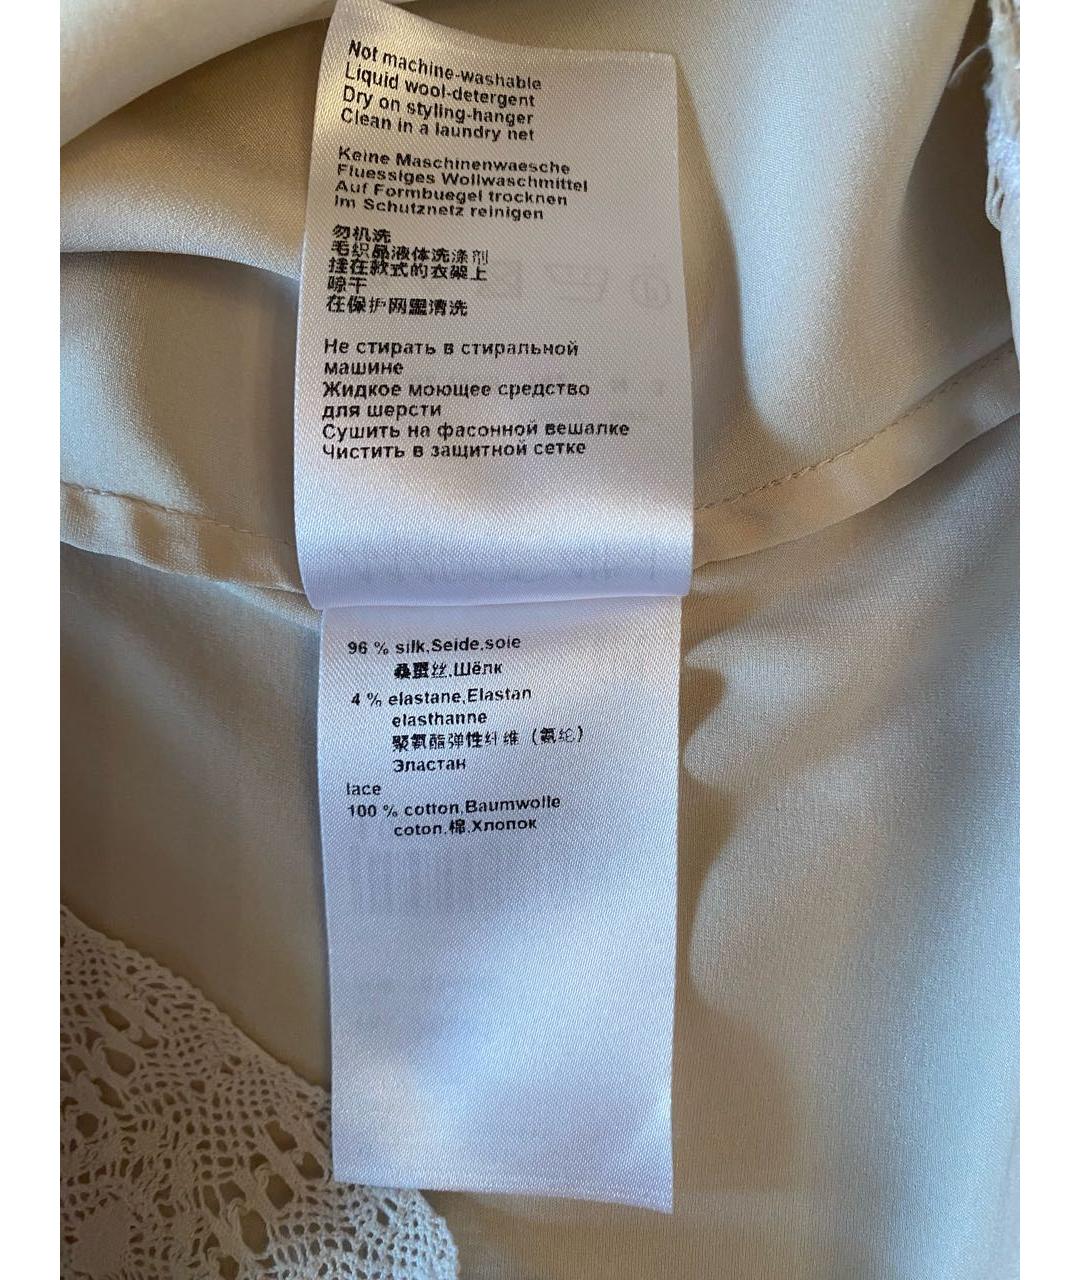 Not machine-washable
Liquid wool-detergent
Dry on styling-hanger
Clean in a laundry net
Keine Maschinenwaesche
Fluessiges Wollwaschmittel
Auf Formbuegel trocknen
Im Schutznetz reinigen
勿机洗
毛织品液体洗涤剂
挂在款式的衣架上
晾干
在保护网罩清洗
Не стирать в стиральной
машине
Жидкое моющее средство
для шерсти
Сушить на фасонной вешалке
Чистить в защитной сетке
96 % silk,Seide,soie
桑蚕丝,Шёлк
4 % elastane,Elastan
elasthanne
聚氨酯弹性纤维（氨纶）
Эластан
lace
100 % cotton,Baumwolle
coton,棉,Хлопок